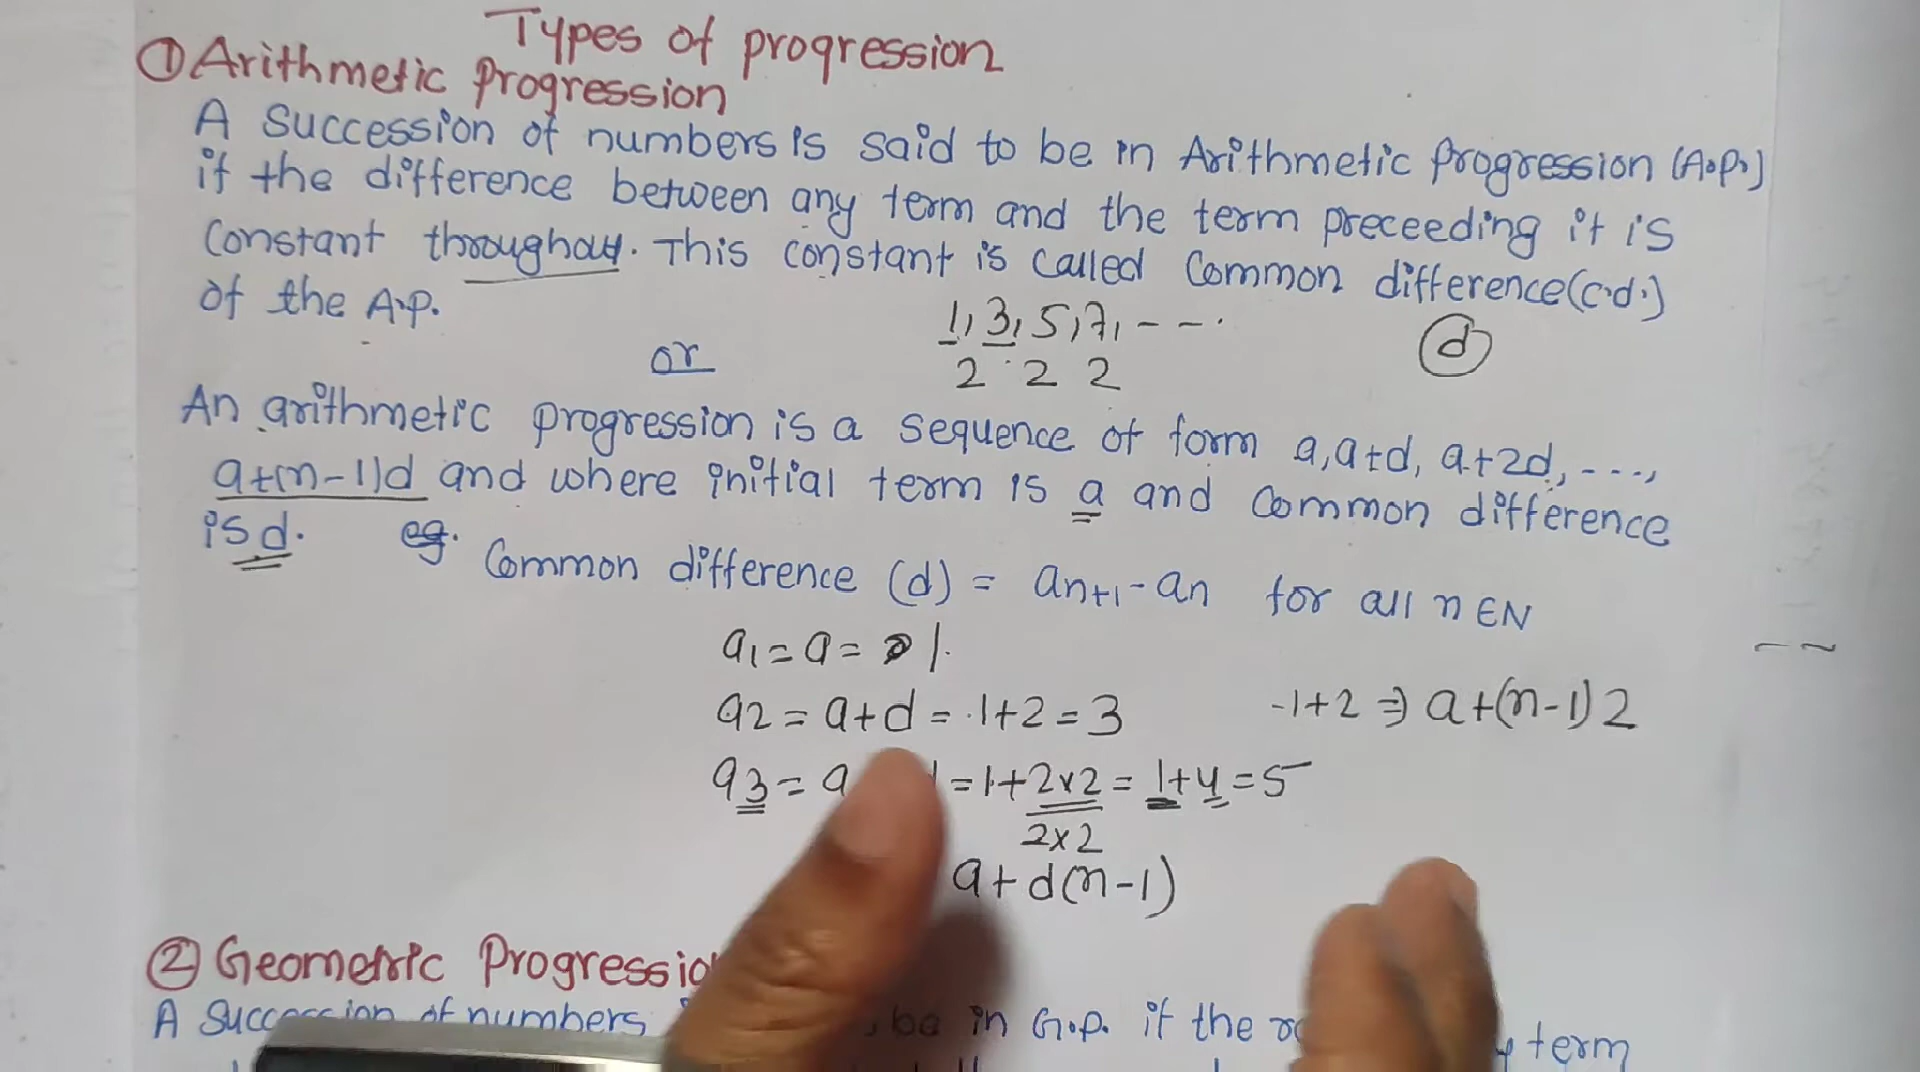 Types of progression
① Arithmetic Progression
A Succession of numbers is said to be in Arithmetic Progression (A.P.)
if the difference between any term and the term preceeding it is
Constant throughout. This constant is called Common difference(c.d.)
of the A.P.
1, 3, 5, 7, - - - .
d
or
2 2 2
An arithmetic progression is a sequence of form a, a+d, a+2d, ----,
a+(n-1)d and where initial term is a and Common difference
is d. eg.
Common difference (d) = an+1 - an for all n ∈ N
a1 = a = 1.
a2 = a+d = 1+2 = 3
-1+2 ⇒ a+(n-1)2
a3 = a = 1+2×2 = 1+4 = 5
2×2
a+d(n-1)
② Geometric Progression
A Succession of numbers be in G.P. if the term